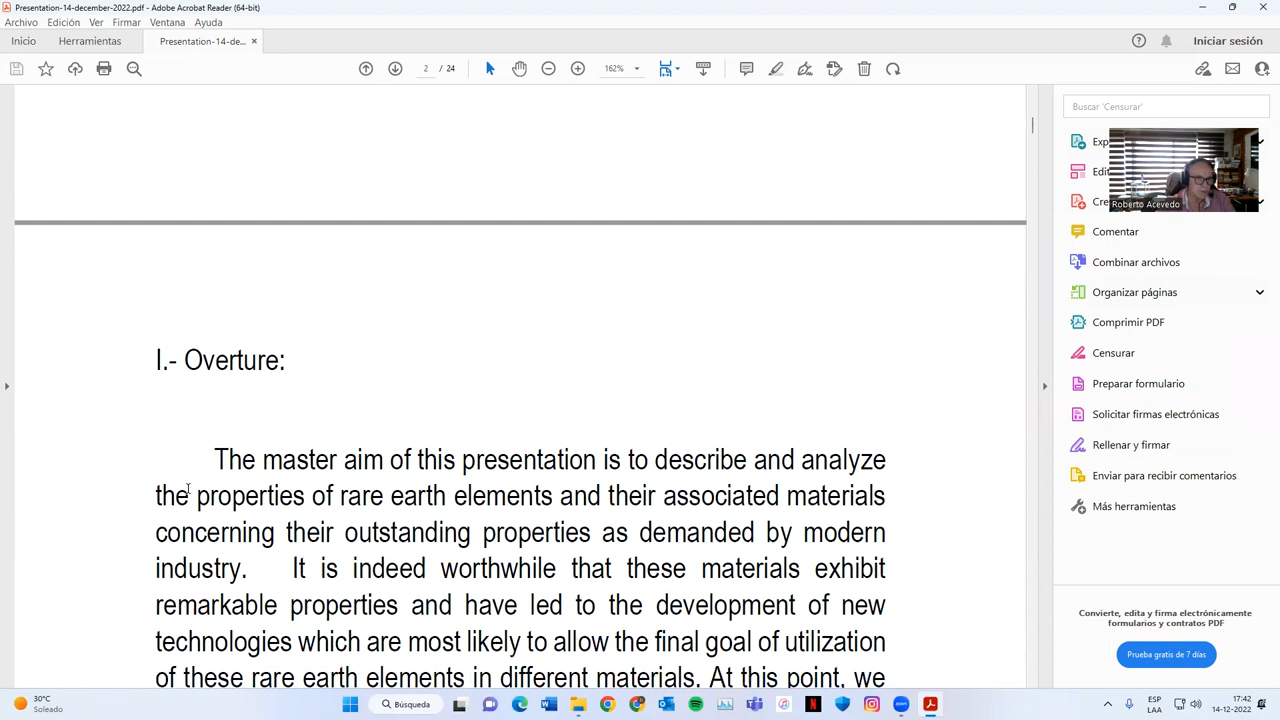 Presentation-14-december-2022.pdf - Adobe Acrobat Reader (64-bit)
Archivo Edición Ver Firmar Ventana Ayuda
Inicio Herramientas Presentation-14-de... × Iniciar sesión
2 / 24 162%
Buscar 'Censurar'
Exp
Edit
Cre
Roberto Acevedo
Comentar
Combinar archivos
Organizar páginas
Comprimir PDF
Censurar
Preparar formulario
Solicitar firmas electrónicas
Rellenar y firmar
Enviar para recibir comentarios
Más herramientas
Convierte, edita y firma electrónicamente
formularios y contratos PDF
Prueba gratis de 7 días
I.- Overture:
The master aim of this presentation is to describe and analyze
the properties of rare earth elements and their associated materials
concerning their outstanding properties as demanded by modern
industry. It is indeed worthwhile that these materials exhibit
remarkable properties and have led to the development of new
technologies which are most likely to allow the final goal of utilization
of these rare earth elements in different materials. At this point, we
30°C
Soleado
Búsqueda
ESP
LAA
17:42
14-12-2022